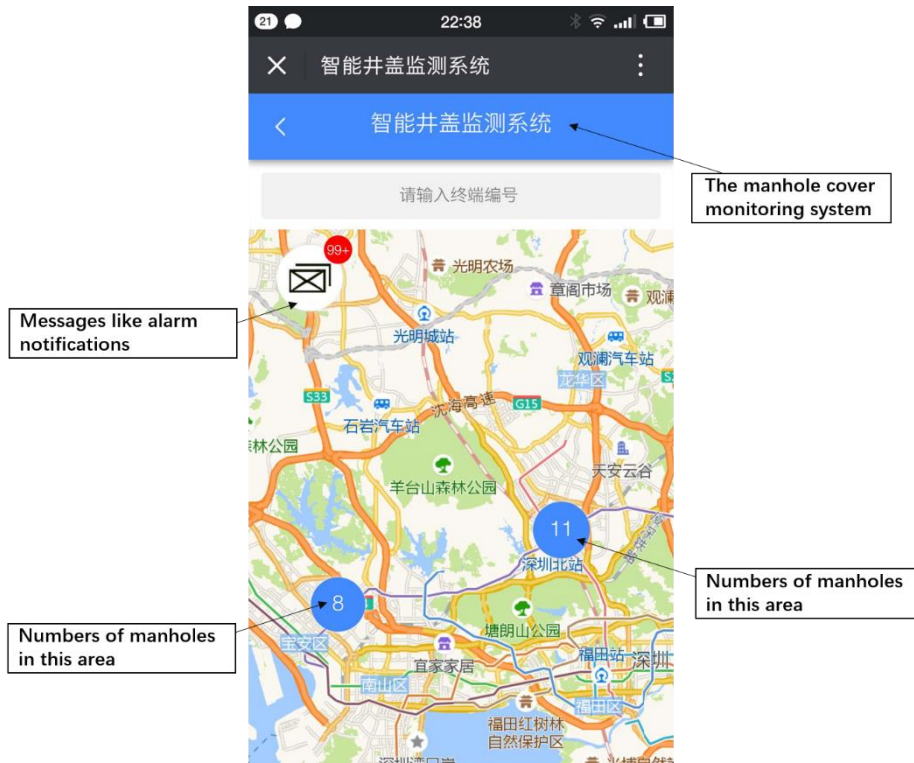 21
22:38
智能井盖监测系统
智能井盖监测系统
The manhole cover
monitoring system
请输入终端编号
99+
光明农场
章阁市场
观澜
Messages like alarm
notifications
光明城站
观澜汽车站
龙华区
S33
沈海高速
G15
石岩汽车站
林公园
天安云谷
羊台山森林公园
11
深圳北站
Numbers of manholes
in this area
8
塘朗山公园
Numbers of manholes
in this area
宝安区
宜家家居
福田站
深圳
南山区
福田区
福田红树林
自然保护区
深圳湾口岸